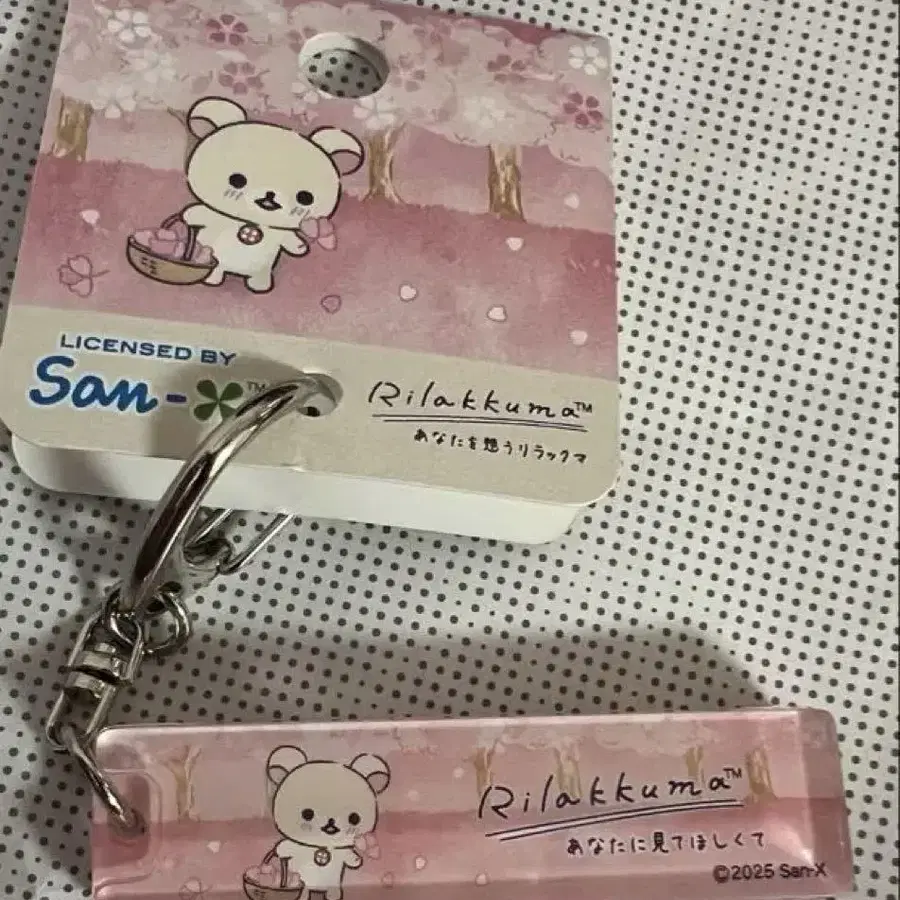 LICENSED BY
San-X™
Rilakkuma™
あなたを想うリラックマ
Rilakkuma™
あなたに見てほしくて
©2025 San-X